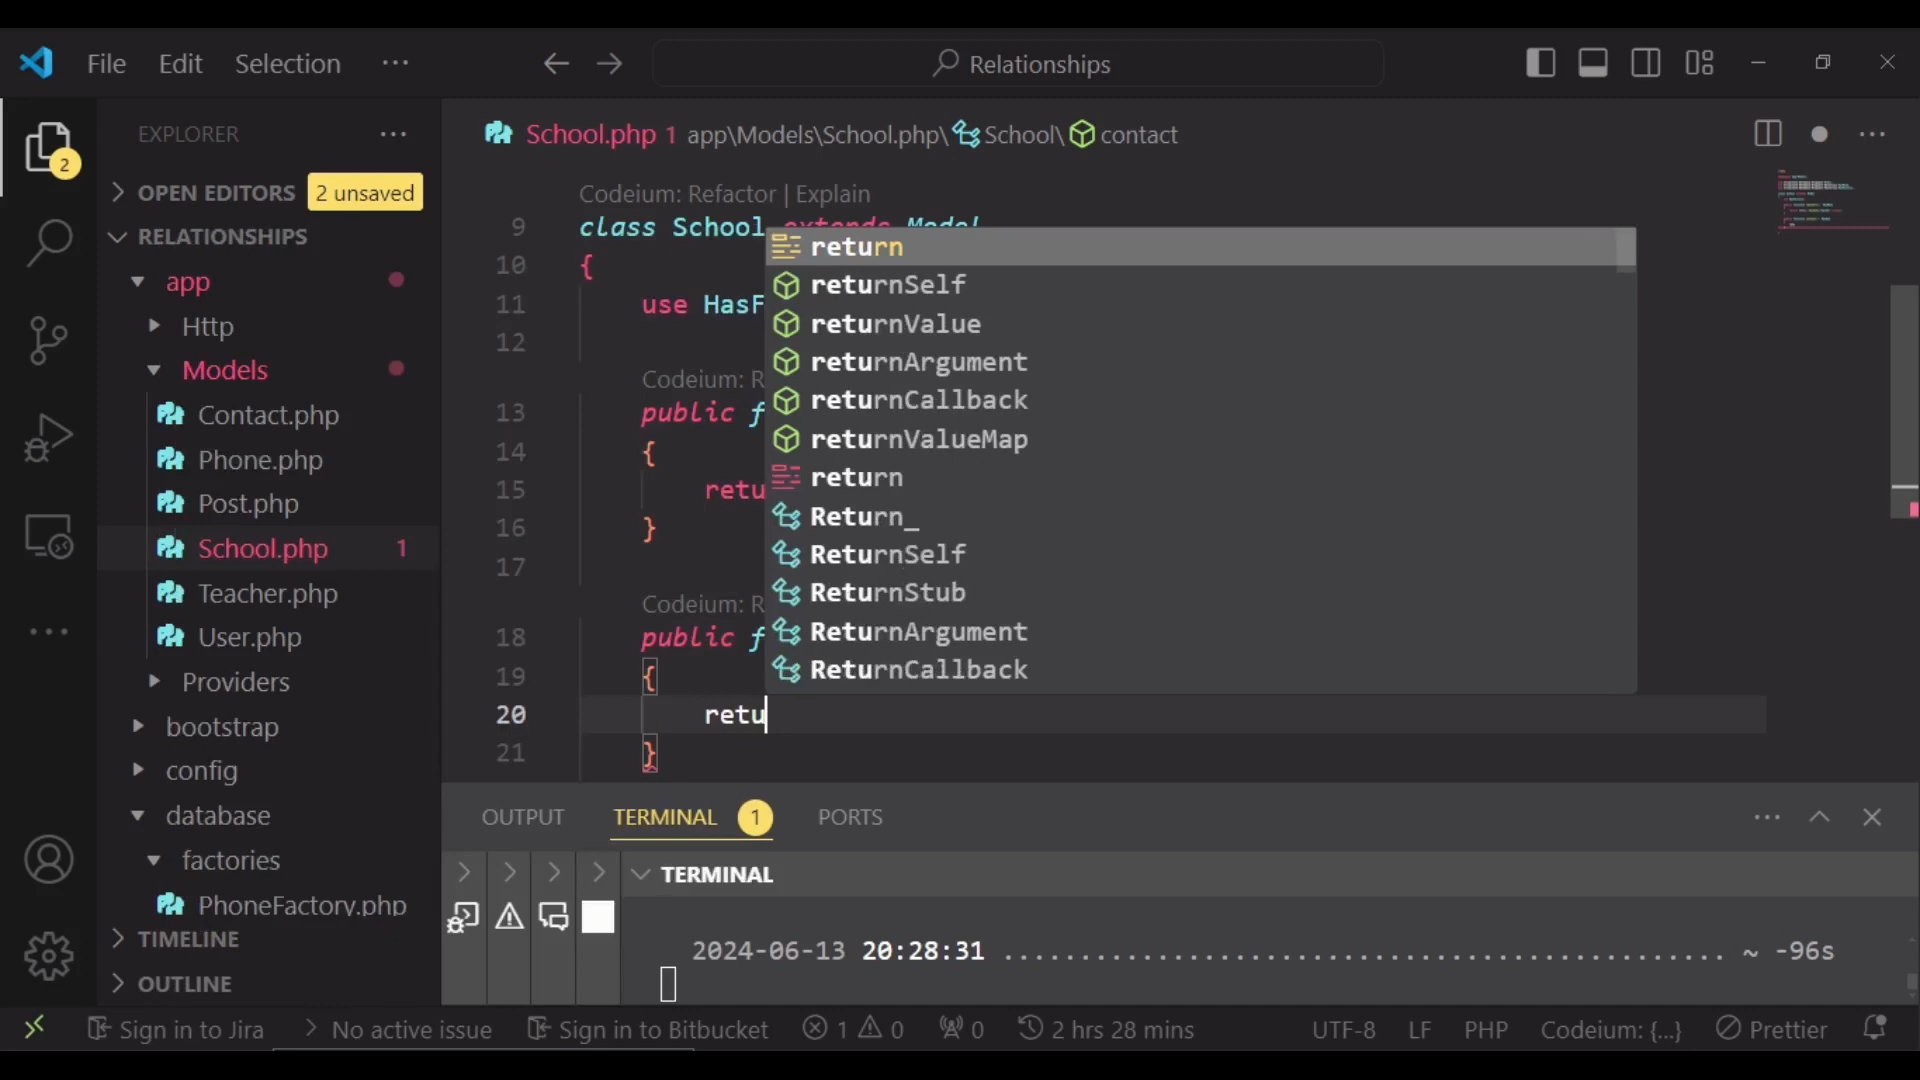 File Edit Selection ···
Relationships
EXPLORER
2
OPEN EDITORS 2 unsaved
RELATIONSHIPS
app
Http
Models
Contact.php
Phone.php
Post.php
School.php 1
Teacher.php
User.php
Providers
bootstrap
config
database
factories
PhoneFactory.php
TIMELINE
OUTLINE
School.php 1 app\Models\School.php\School\contact
Codeium: Refactor | Explain
9 class School extends Model
10 {
11 use HasF
12
Codeium: R
13 public f
14 {
15 retu
16 }
17
Codeium: R
18 public f
19 {
20 retu
21 }
return
returnSelf
returnValue
returnArgument
returnCallback
returnValueMap
return
Return_
ReturnSelf
ReturnStub
ReturnArgument
ReturnCallback
OUTPUT TERMINAL 1 PORTS
TERMINAL
2024-06-13 20:28:31 ............................................... ~ -96s
Sign in to Jira No active issue Sign in to Bitbucket 1 0 0 2 hrs 28 mins UTF-8 LF PHP Codeium: {...} Prettier